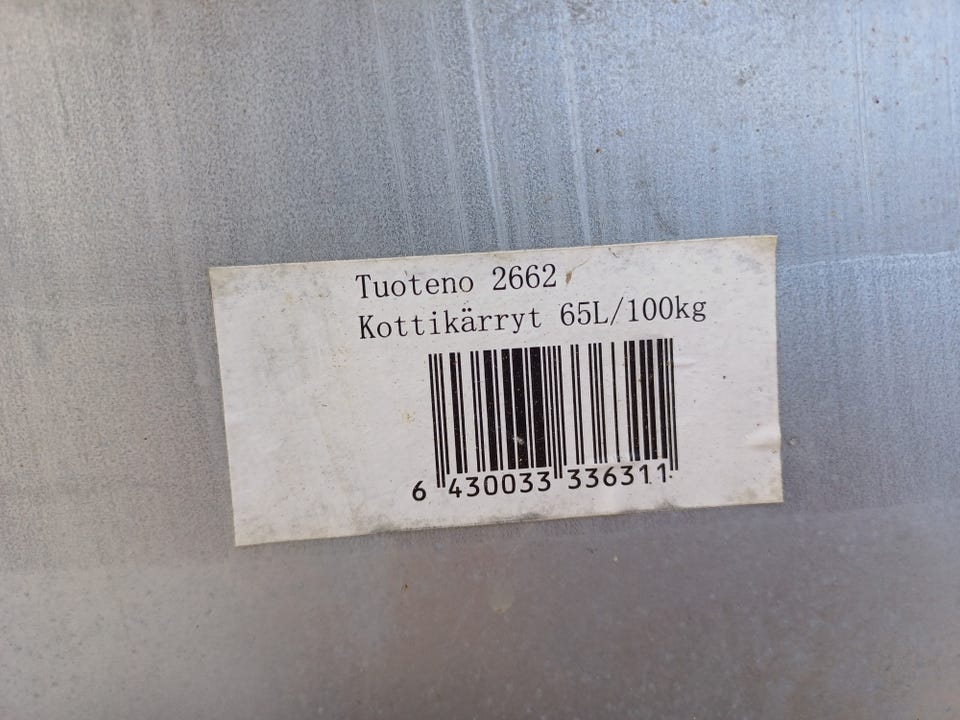 Tuoteno 2662
Kottikärryt 65L/100kg
6 430033 336311